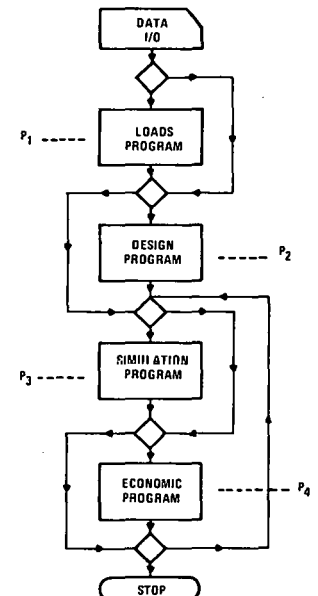 DATA
I/O
P1
LOADS
PROGRAM
DESIGN
PROGRAM
P2
SIMULATION
PROGRAM
P3
ECONOMIC
PROGRAM
P4
STOP